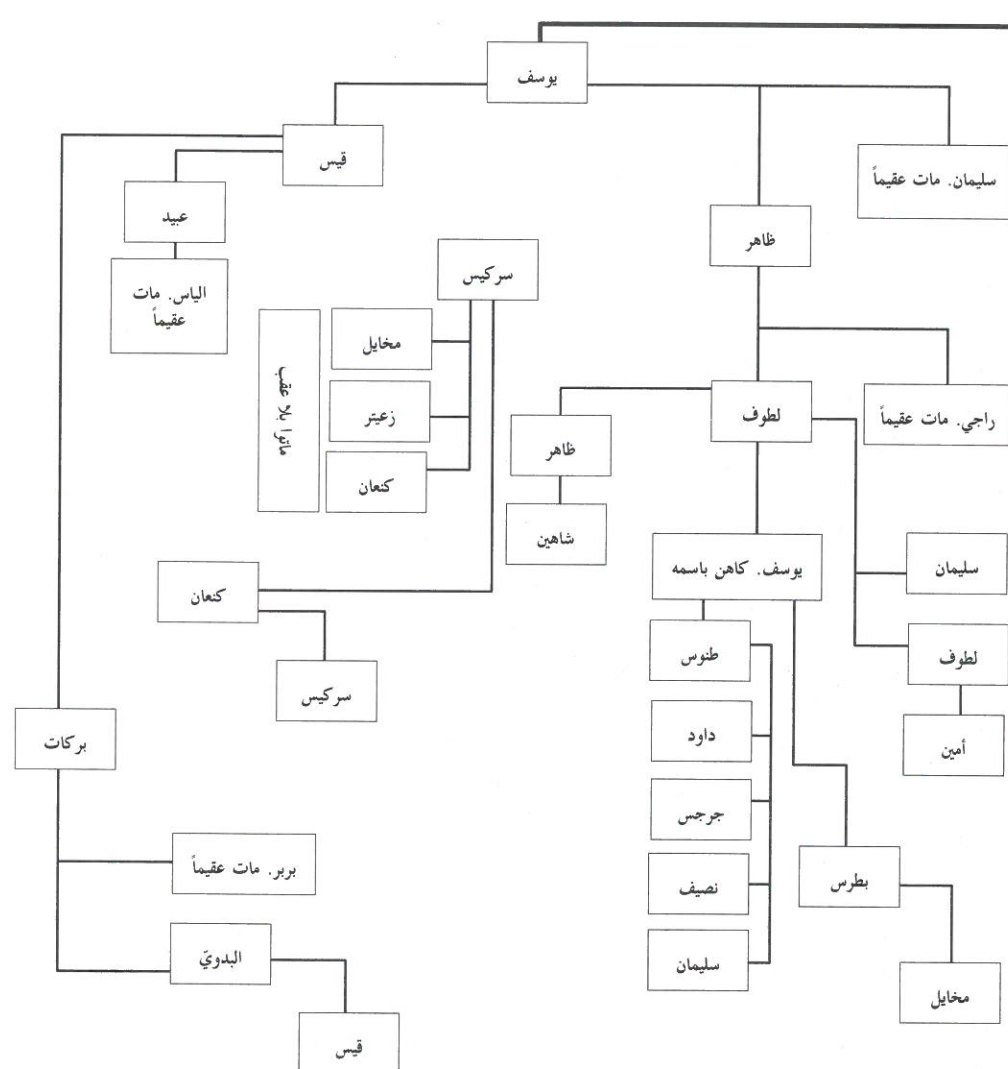 يوسف
قيس
سليمان. مات عقيماً
عبيد
ظاهر
سركيس
الياس. مات
عقيماً
مخايل
زعيتر
كنعان
ماتوا بلا عقب
لطوف
راجي. مات عقيماً
ظاهر
شاهين
يوسف. كاهن باسمه
سليمان
كنعان
طنوس
لطوف
سركيس
داود
أمين
بركات
جرجس
بربر. مات عقيماً
نصيف
بطرس
البدويّ
سليمان
مخايل
قيس